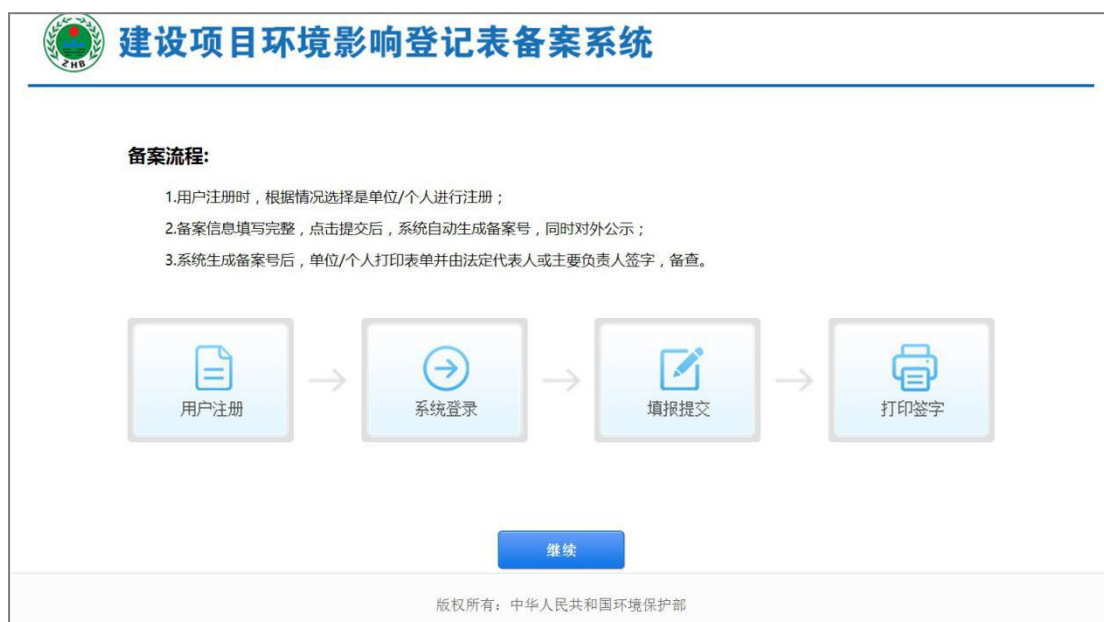 建设项目环境影响登记表备案系统
ZHB
备案流程:
1.用户注册时，根据情况选择是单位/个人进行注册；
2.备案信息填写完整，点击提交后，系统自动生成备案号，同时对外公示；
3.系统生成备案号后，单位/个人打印表单并由法定代表人或主要负责人签字，备查。
用户注册
系统登录
填报提交
打印签字
继续
版权所有：中华人民共和国环境保护部